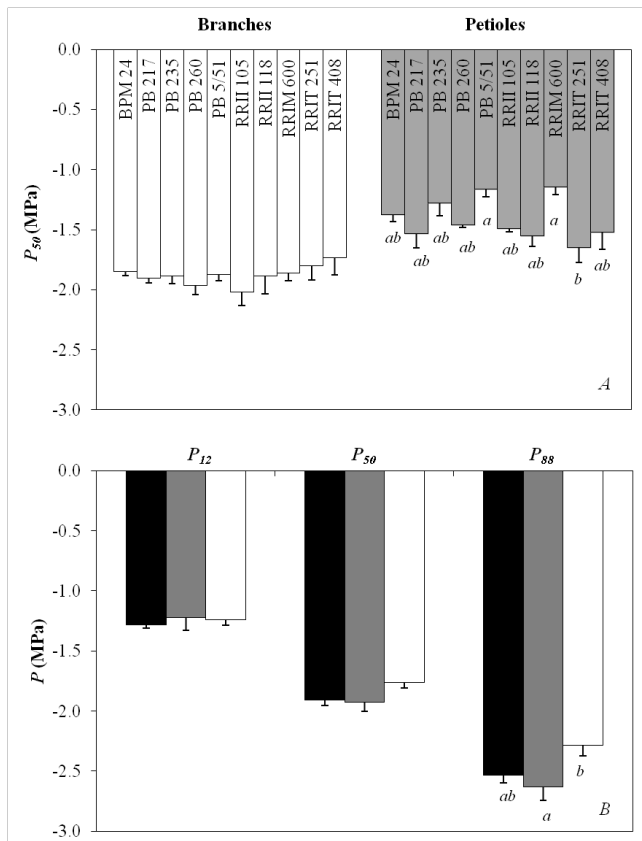 Branches Petioles
0.0
-0.5
-1.0
-1.5
-2.0
-2.5
-3.0
P50 (MPa)
BPM 24
PB 217
PB 235
PB 260
PB 5/51
RRII 105
RRII 118
RRIM 600
RRIT 251
RRIT 408
BPM 24
PB 217
PB 235
PB 260
PB 5/51
RRII 105
RRII 118
RRIM 600
RRIT 251
RRIT 408
ab ab ab ab a ab ab a b ab
A
P12 P50 P88
0.0
-0.5
-1.0
-1.5
-2.0
-2.5
-3.0
P (MPa)
ab a b
B